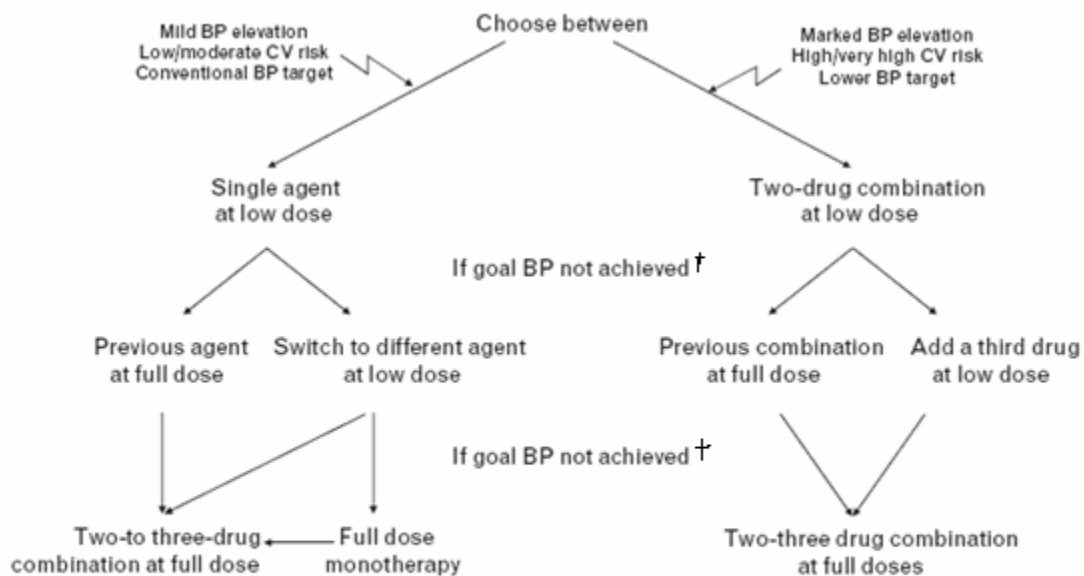 Choose between
Mild BP elevation
Low/moderate CV risk
Conventional BP target
Marked BP elevation
High/very high CV risk
Lower BP target
Single agent
at low dose
Two-drug combination
at low dose
If goal BP not achieved †
Previous agent
at full dose
Switch to different agent
at low dose
Previous combination
at full dose
Add a third drug
at low dose
If goal BP not achieved †
Two-to three-drug
combination at full dose
Full dose
monotherapy
Two-three drug combination
at full doses